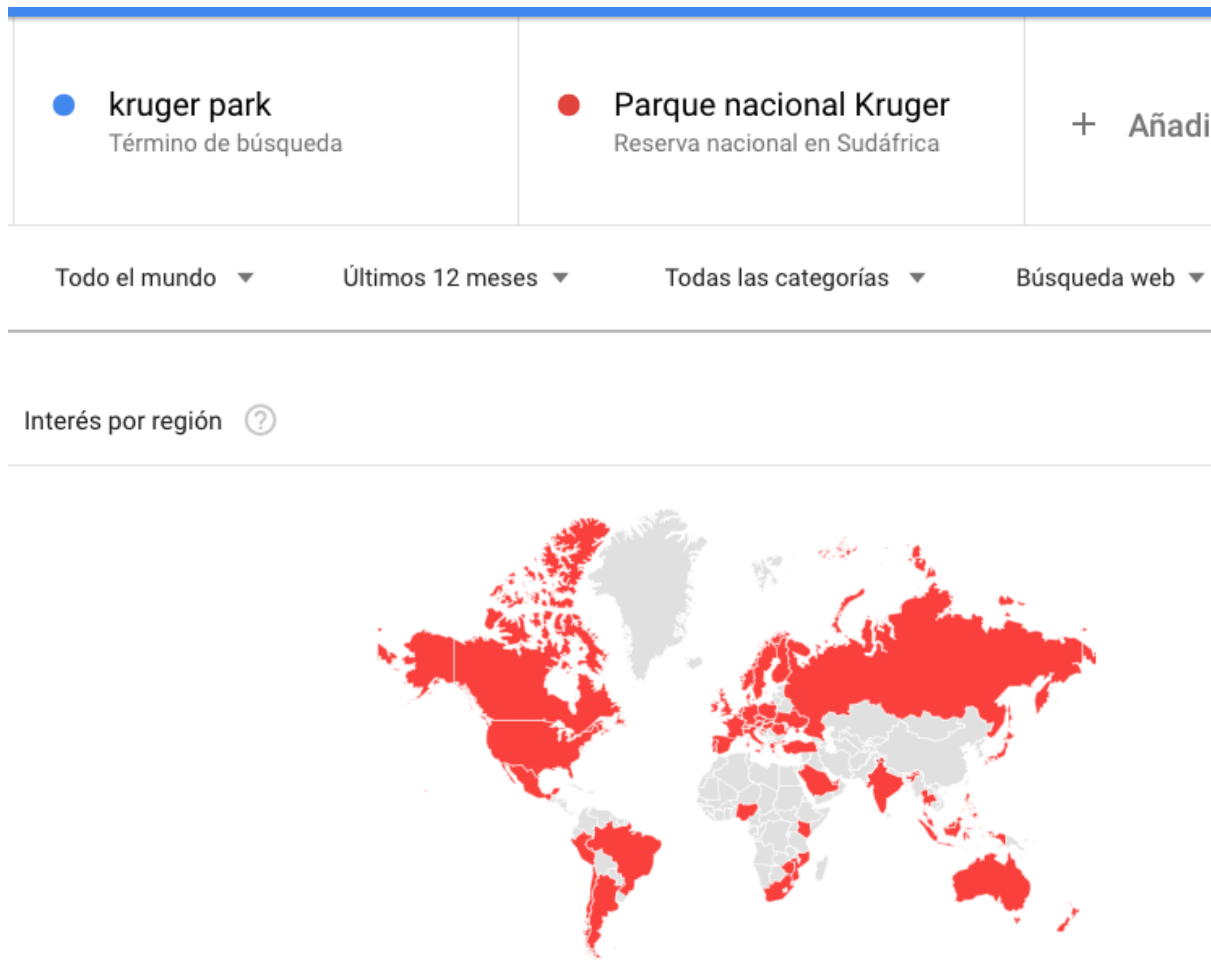 kruger park
Término de búsqueda
Parque nacional Kruger
Reserva nacional en Sudáfrica
+ Añadi
Todo el mundo
Últimos 12 meses
Todas las categorías
Búsqueda web
Interés por región ?